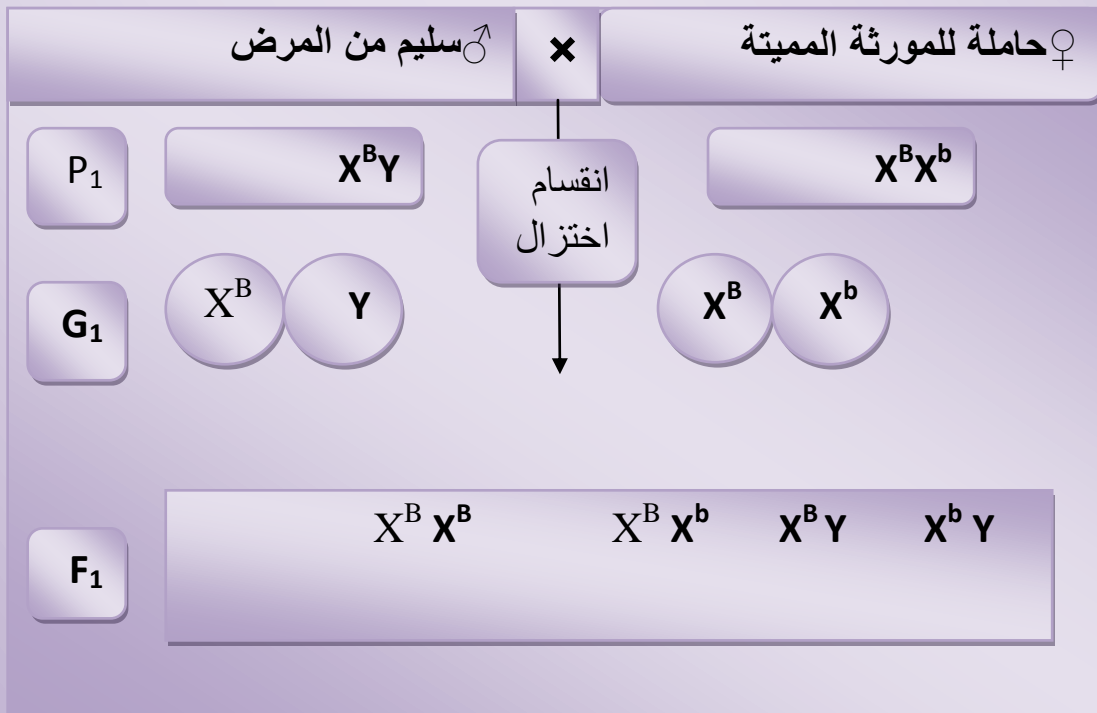 ♀حاملة للمورثة المميتة × ♂سليم من المرض
P₁ XᴮY XᴮXᵇ
انقسام
اختزال
G₁ Xᴮ Y Xᴮ Xᵇ
F₁ Xᴮ Xᴮ Xᴮ Xᵇ Xᴮ Y Xᵇ Y